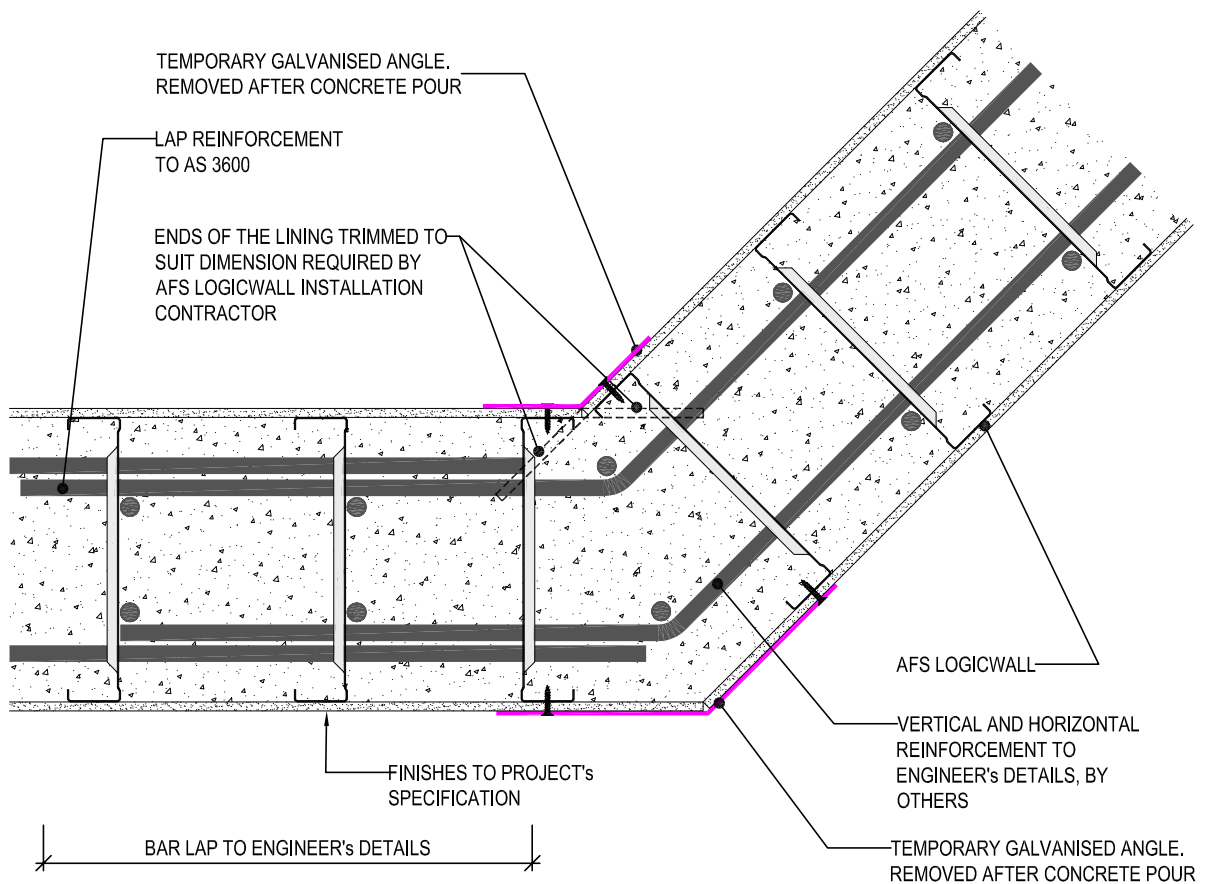 TEMPORARY GALVANISED ANGLE.
REMOVED AFTER CONCRETE POUR
LAP REINFORCEMENT
TO AS 3600
ENDS OF THE LINING TRIMMED TO
SUIT DIMENSION REQUIRED BY
AFS LOGICWALL INSTALLATION
CONTRACTOR
AFS LOGICWALL
VERTICAL AND HORIZONTAL
REINFORCEMENT TO
ENGINEER's DETAILS, BY
OTHERS
FINISHES TO PROJECT's
SPECIFICATION
BAR LAP TO ENGINEER's DETAILS
TEMPORARY GALVANISED ANGLE.
REMOVED AFTER CONCRETE POUR